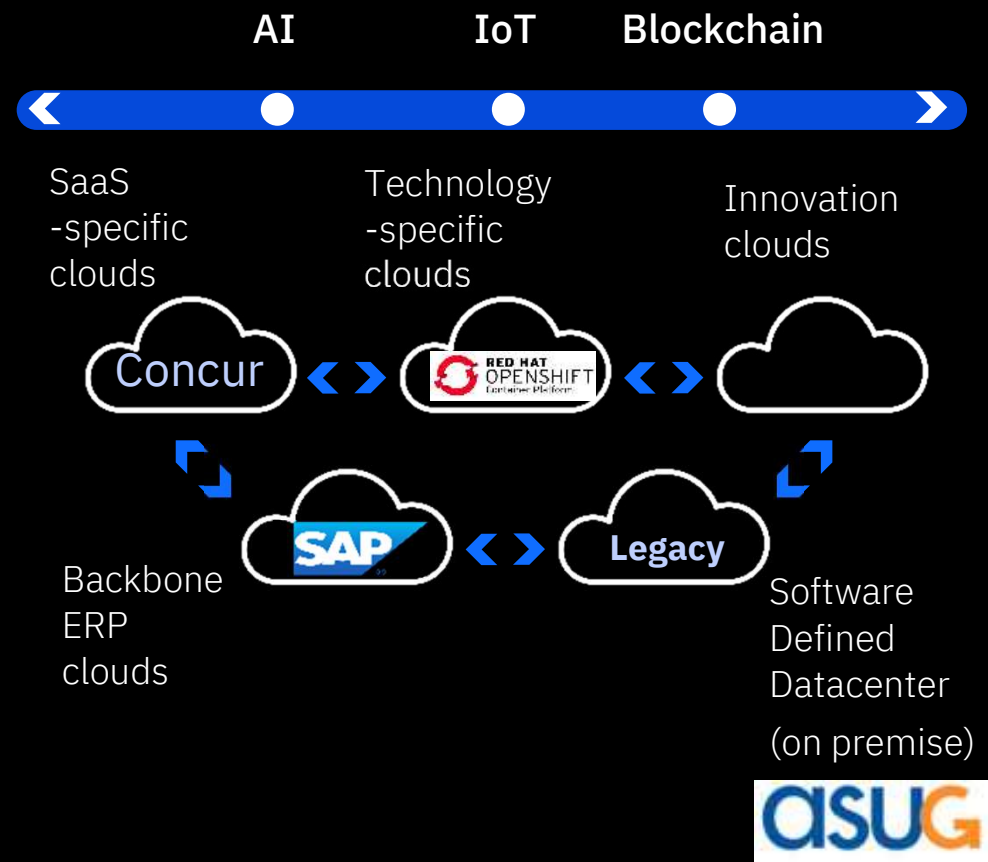 AI
IoT
Blockchain
SaaS
-specific
clouds
Technology
-specific
clouds
Innovation
clouds
Concur
RED HAT
OPENSHIFT
Container Platform
SAP
Legacy
Backbone
ERP
clouds
Software
Defined
Datacenter
(on premise)
asug